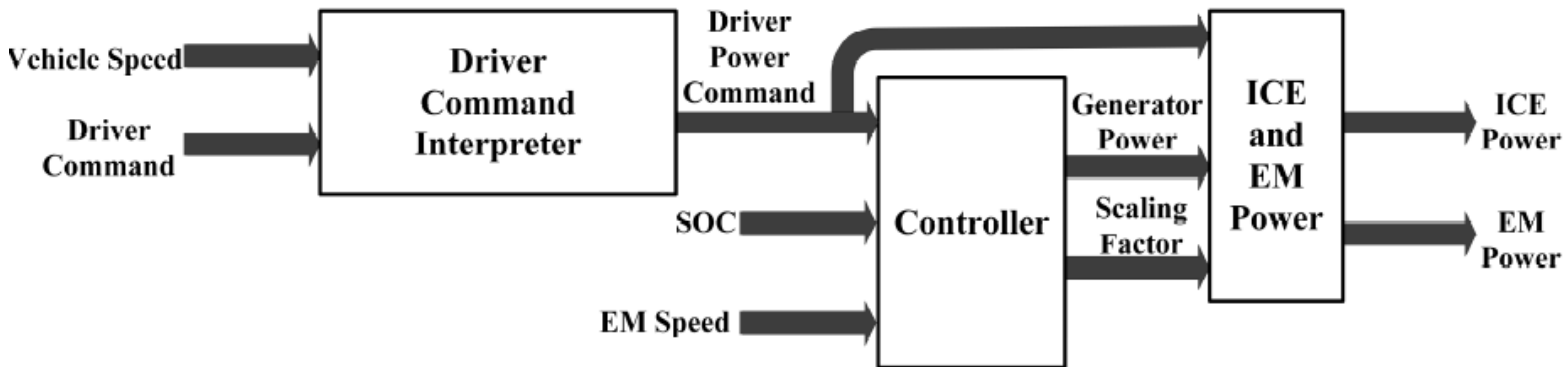 Vehicle Speed
Driver
Command
Driver
Command
Interpreter
Driver
Power
Command
SOC
EM Speed
Controller
Generator
Power
Scaling
Factor
ICE
and
EM
Power
ICE
Power
EM
Power